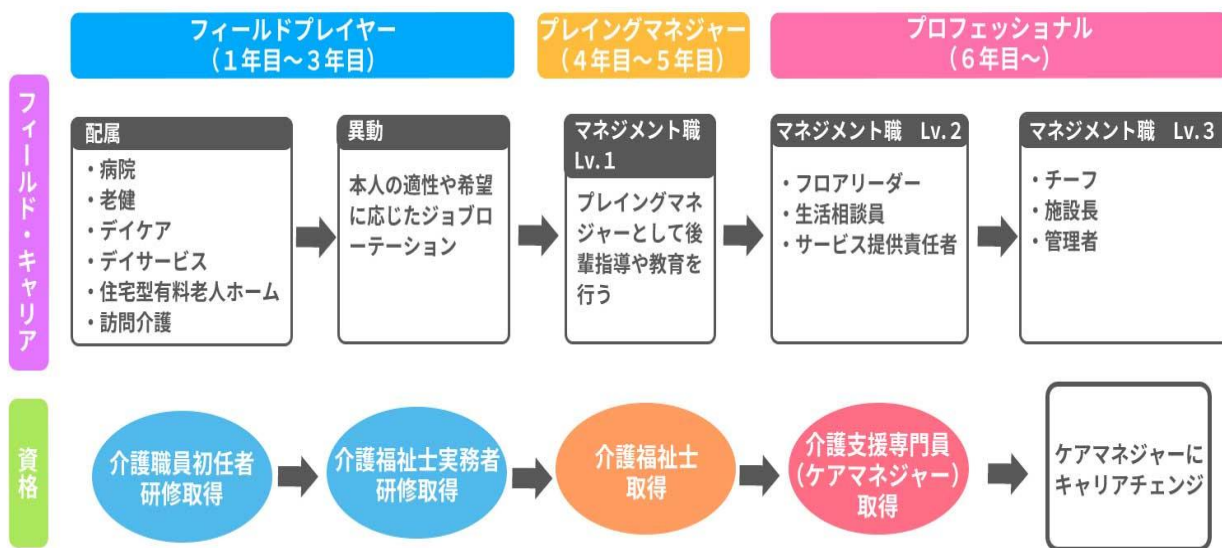 フィールドプレイヤー
(1年目～3年目)
プレイングマネジャー
(4年目～5年目)
プロフェッショナル
(6年目～)
フィールド・キャリア
配属
・病院
・老健
・デイケア
・デイサービス
・住宅型有料老人ホーム
・訪問介護
異動
本人の適性や希望
に応じたジョブロ
ーテーション
マネジメント職
Lv.1
プレイングマネ
ジャーとして後
輩指導や教育を
行う
マネジメント職 Lv.2
・フロアリーダー
・生活相談員
・サービス提供責任者
マネジメント職 Lv.3
・チーフ
・施設長
・管理者
資格
介護職員初任者
研修取得
介護福祉士実務者
研修取得
介護福祉士
取得
介護支援専門員
(ケアマネジャー)
取得
ケアマネジャーに
キャリアチェンジ